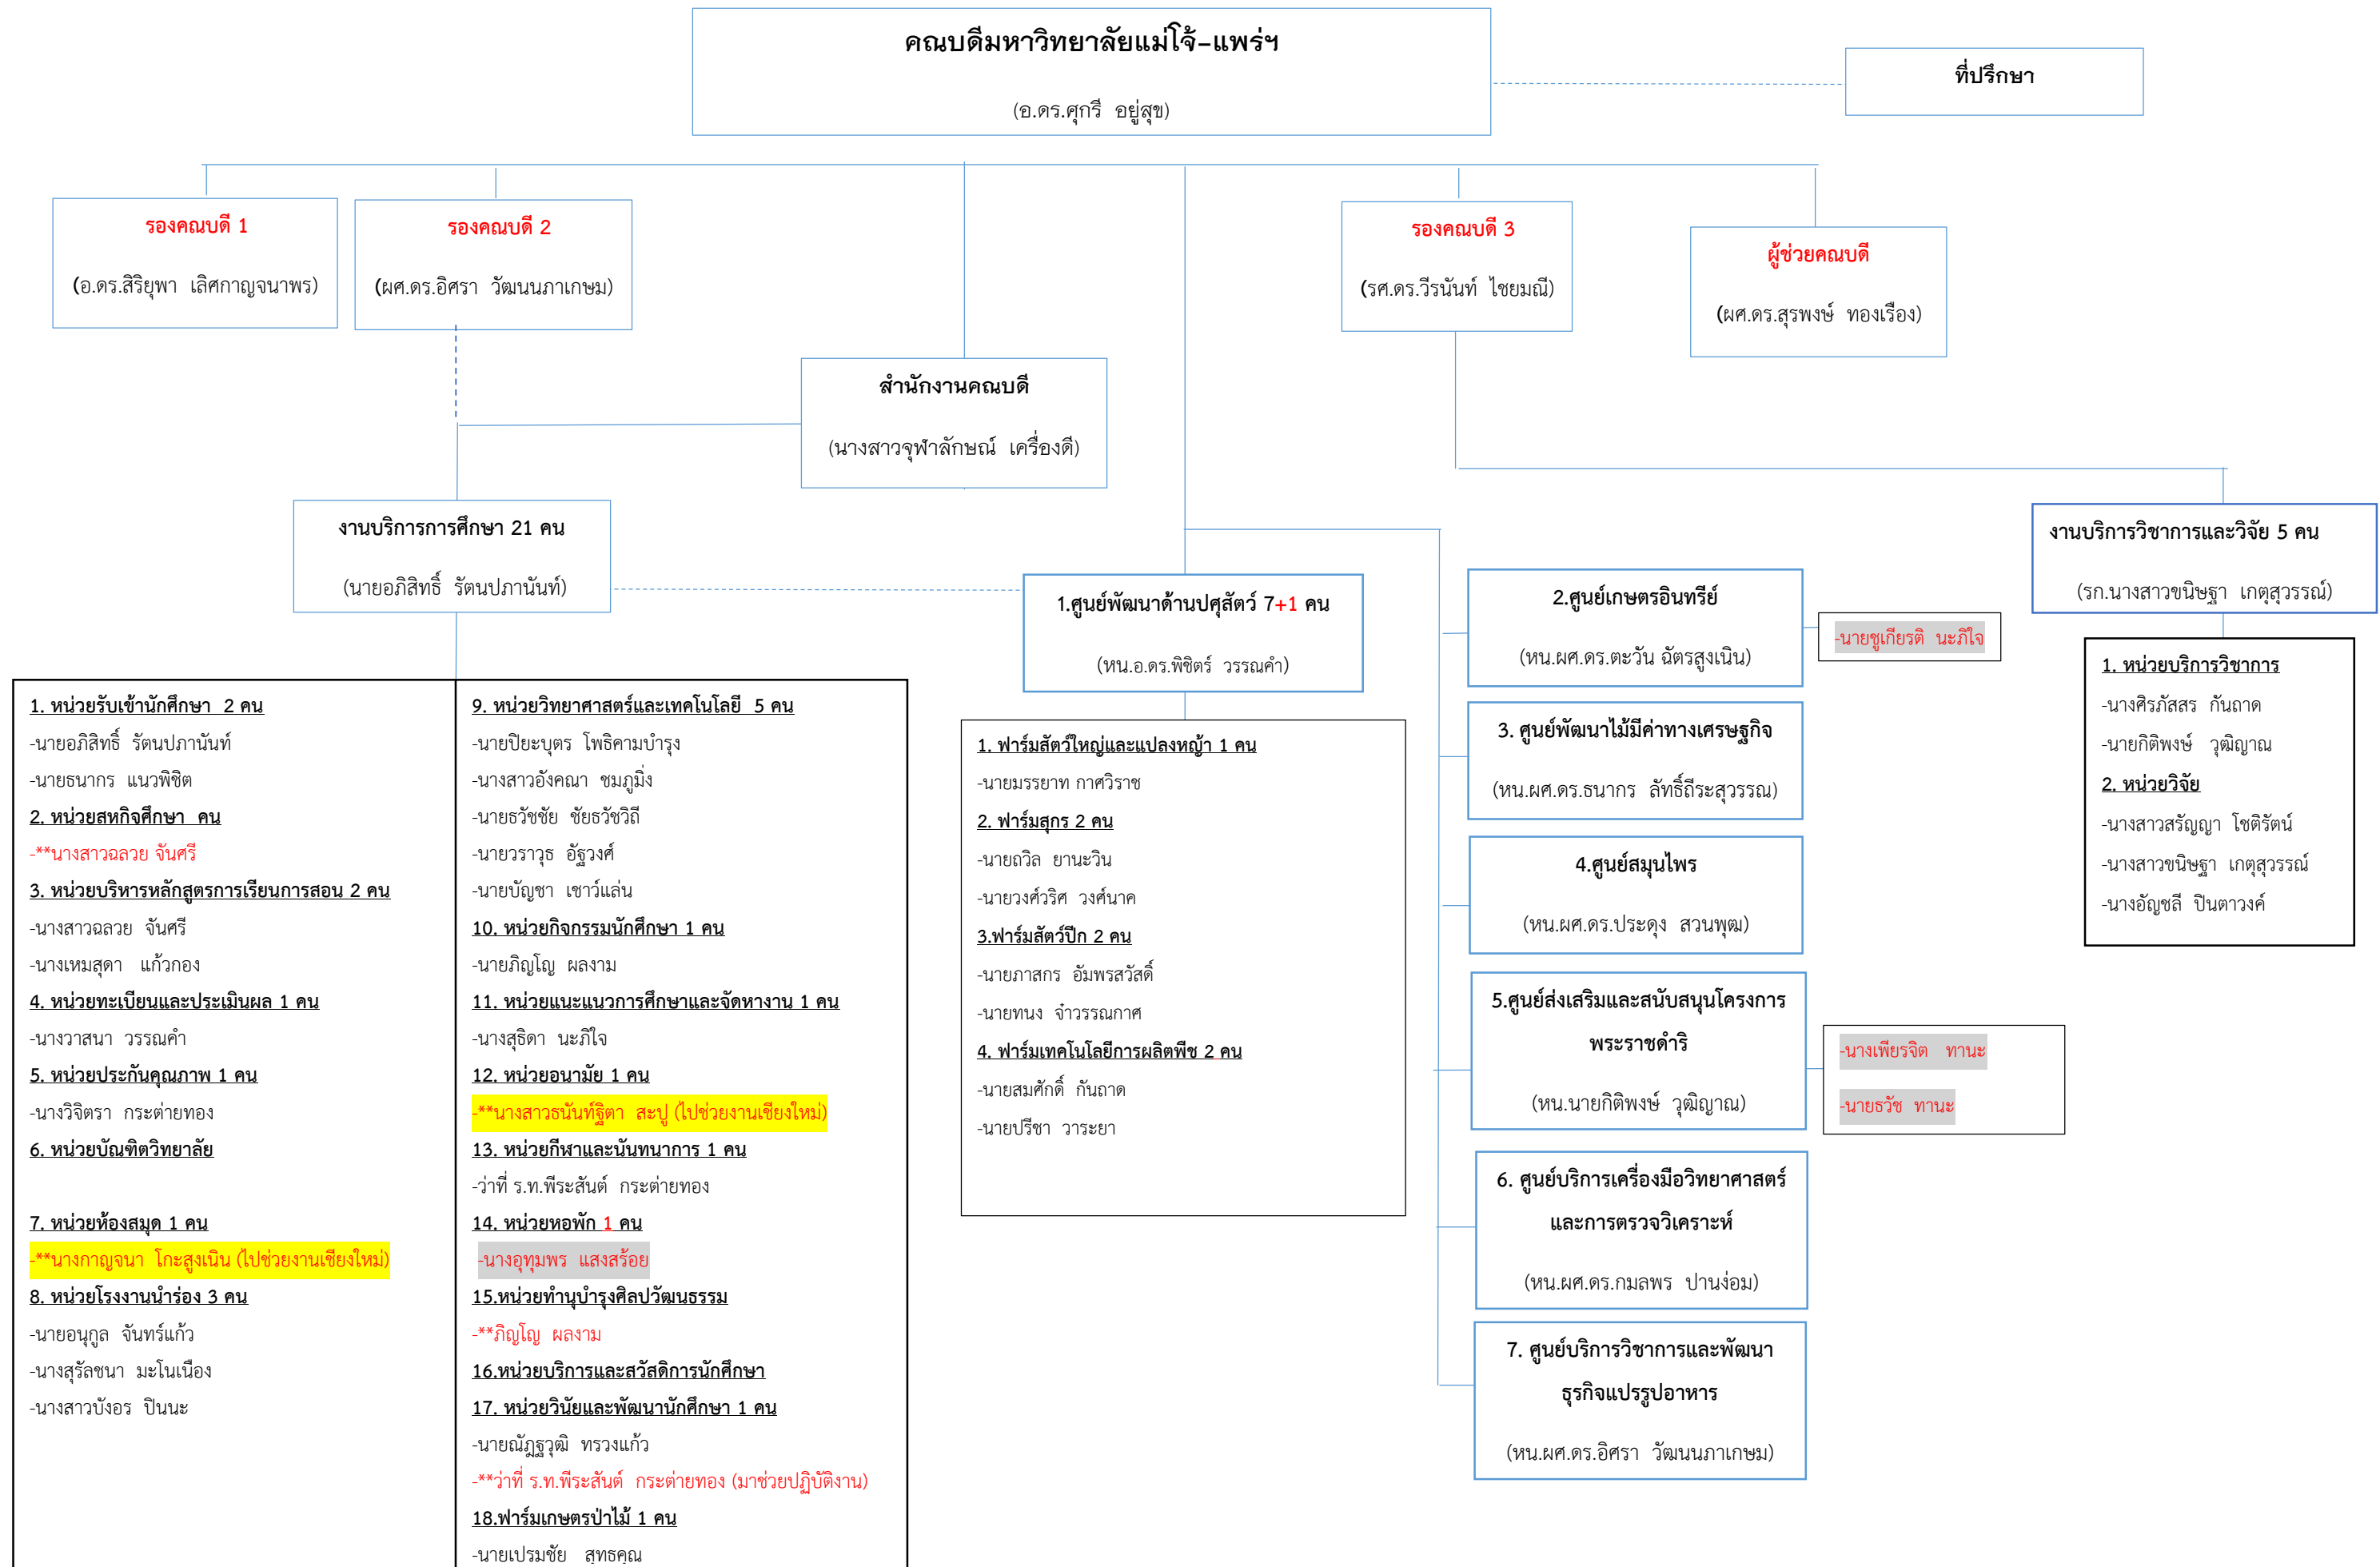 คณบดีมหาวิทยาลัยแม่โจ้-แพร่ฯ
(อ.ดร.ศุกรี  อยู่สุข)
ที่ปรึกษา
รองคณบดี 1
(อ.ดร.สิริยุพา  เลิศกาญจนาพร)
รองคณบดี 2
(ผศ.ดร.อิศรา  วัฒนนภาเกษม)
รองคณบดี 3
(รศ.ดร.วีรนันท์  ไชยมณี)
ผู้ช่วยคณบดี
(ผศ.ดร.สุรพงษ์  ทองเรือง)
สำนักงานคณบดี
(นางสาวจุฬาลักษณ์  เครื่องดี)
งานบริการการศึกษา 21 คน
(นายอภิสิทธิ์  รัตนปภานันท์)
1. หน่วยรับเข้านักศึกษา  2 คน
-นายอภิสิทธิ์  รัตนปภานันท์
-นายธนากร  แนวพิชิต
2. หน่วยสหกิจศึกษา  คน
-**นางสาวฉลวย จันศรี
3. หน่วยบริหารหลักสูตรการเรียนการสอน 2 คน
-นางสาวฉลวย  จันศรี
-นางเหมสุดา   แก้วกอง
4. หน่วยทะเบียนและประเมินผล 1 คน
-นางวาสนา  วรรณคำ
5. หน่วยประกันคุณภาพ 1 คน
-นางวิจิตรา  กระต่ายทอง
6. หน่วยบัณฑิตวิทยาลัย
7. หน่วยห้องสมุด 1 คน
-**นางกาญจนา  โกะสูงเนิน (ไปช่วยงานเชียงใหม่)
8. หน่วยโรงงานนำร่อง 3 คน
-นายอนุกูล  จันทร์แก้ว
-นางสุรัลชนา  มะโนเนือง
-นางสาวบังอร  ปินนะ
9. หน่วยวิทยาศาสตร์และเทคโนโลยี  5 คน
-นายปิยะบุตร  โพธิคามบำรุง
-นางสาวอังคณา  ชมภูมิ่ง
-นายธวัชชัย  ชัยธวัชวิถี
-นายวราวุธ  อัฐวงศ์
-นายบัญชา  เชาว์แล่น
10. หน่วยกิจกรรมนักศึกษา 1 คน
-นายภิญโญ  ผลงาม
11. หน่วยแนะแนวการศึกษาและจัดหางาน 1 คน
-นางสุธิดา  นะภิใจ
12. หน่วยอนามัย 1 คน
-**นางสาวธนันท์ฐิตา  สะปู (ไปช่วยงานเชียงใหม่)
13. หน่วยกีฬาและนันทนาการ 1 คน
-ว่าที่ ร.ท.พีระสันต์  กระต่ายทอง
14. หน่วยหอพัก 1 คน
-นางอุทุมพร  แสงสร้อย
15.หน่วยทำนุบำรุงศิลปวัฒนธรรม
-**ภิญโญ  ผลงาม
16.หน่วยบริการและสวัสดิการนักศึกษา
17. หน่วยวินัยและพัฒนานักศึกษา 1 คน
-นายณัฎฐวุฒิ  ทรวงแก้ว
-**ว่าที่ ร.ท.พีระสันต์  กระต่ายทอง (มาช่วยปฏิบัติงาน)
18.ฟาร์มเกษตรป่าไม้ 1 คน
-นายเปรมชัย   สุทธคุณ
1.ศูนย์พัฒนาด้านปศุสัตว์ 7+1 คน
(หน.อ.ดร.พิชิตร์  วรรณคำ)
1. ฟาร์มสัตว์ใหญ่และแปลงหญ้า 1 คน
-นายมรรยาท กาศวิราช
2. ฟาร์มสุกร 2 คน
-นายถวิล  ยานะวิน
-นายวงศ์วริศ  วงศ์นาค
3.ฟาร์มสัตว์ปีก 2 คน
-นายภาสกร  อัมพรสวัสดิ์
-นายทนง  จำวรรณกาศ
4. ฟาร์มเทคโนโลยีการผลิตพืช 2 คน
-นายสมศักดิ์  กันถาด
-นายปรีชา  วาระยา
2.ศูนย์เกษตรอินทรีย์
(หน.ผศ.ดร.ตะวัน ฉัตรสูงเนิน)
-นายชูเกียรติ  นะภิใจ
3. ศูนย์พัฒนาไม้มีค่าทางเศรษฐกิจ
(หน.ผศ.ดร.ธนากร  ลัทธิ์ถีระสุวรรณ)
4.ศูนย์สมุนไพร
(หน.ผศ.ดร.ประดุง  สวนพุฒ)
5.ศูนย์ส่งเสริมและสนับสนุนโครงการ
พระราชดำริ
(หน.นายกิติพงษ์  วุฒิญาณ)
-นางเพียรจิต   ทานะ
-นายธวัช  ทานะ
6. ศูนย์บริการเครื่องมือวิทยาศาสตร์
และการตรวจวิเคราะห์
(หน.ผศ.ดร.กมลพร  ปานง่อม)
7. ศูนย์บริการวิชาการและพัฒนา
ธุรกิจแปรรูปอาหาร
(หน.ผศ.ดร.อิศรา  วัฒนนภาเกษม)
งานบริการวิชาการและวิจัย 5 คน
(รก.นางสาวขนิษฐา  เกตุสุวรรณ์)
1. หน่วยบริการวิชาการ
-นางศิรภัสสร  กันถาด
-นายกิติพงษ์   วุฒิญาณ
2. หน่วยวิจัย
-นางสาวสรัญญา  โชติรัตน์
-นางสาวขนิษฐา  เกตุสุวรรณ์
-นางอัญชลี  ปินตาวงค์